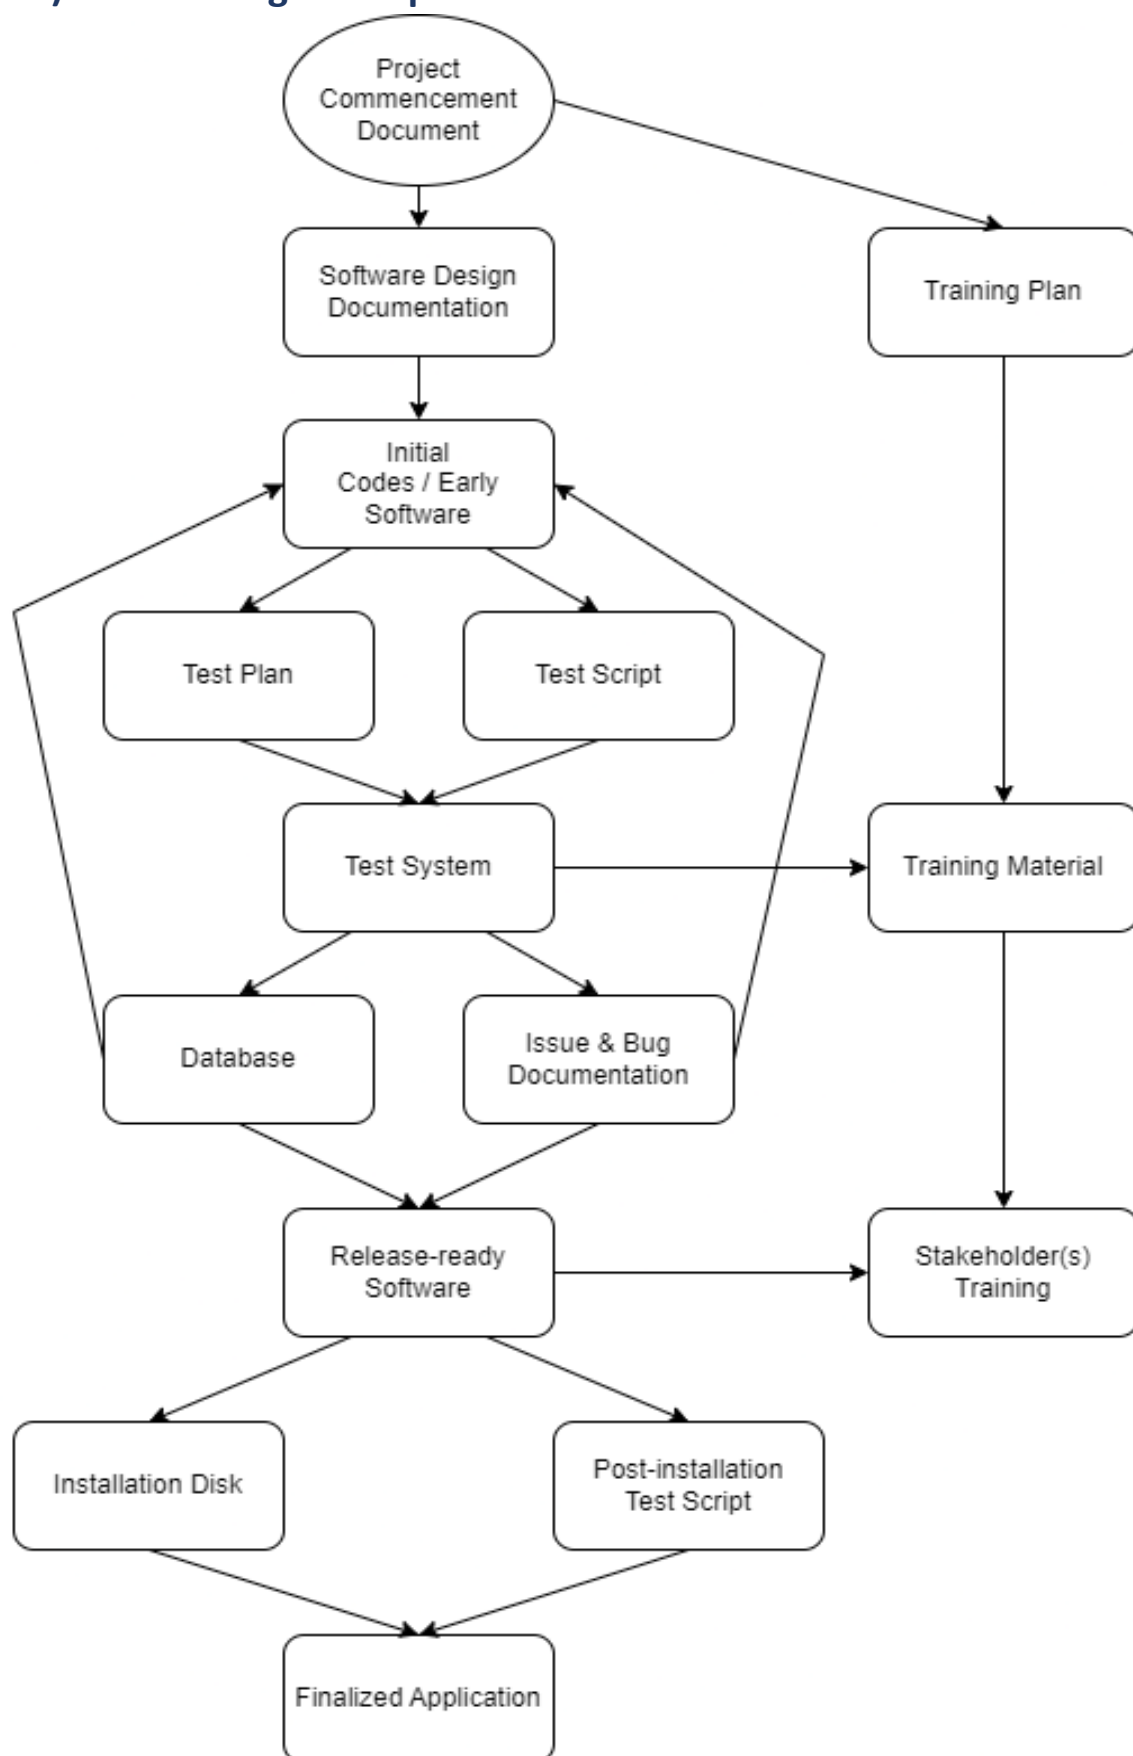 Project
Commencement
Document
Software Design
Documentation
Training Plan
Initial
Codes / Early
Software
Test Plan
Test Script
Test System
Training Material
Database
Issue & Bug
Documentation
Release-ready
Software
Stakeholder(s)
Training
Installation Disk
Post-installation
Test Script
Finalized Application